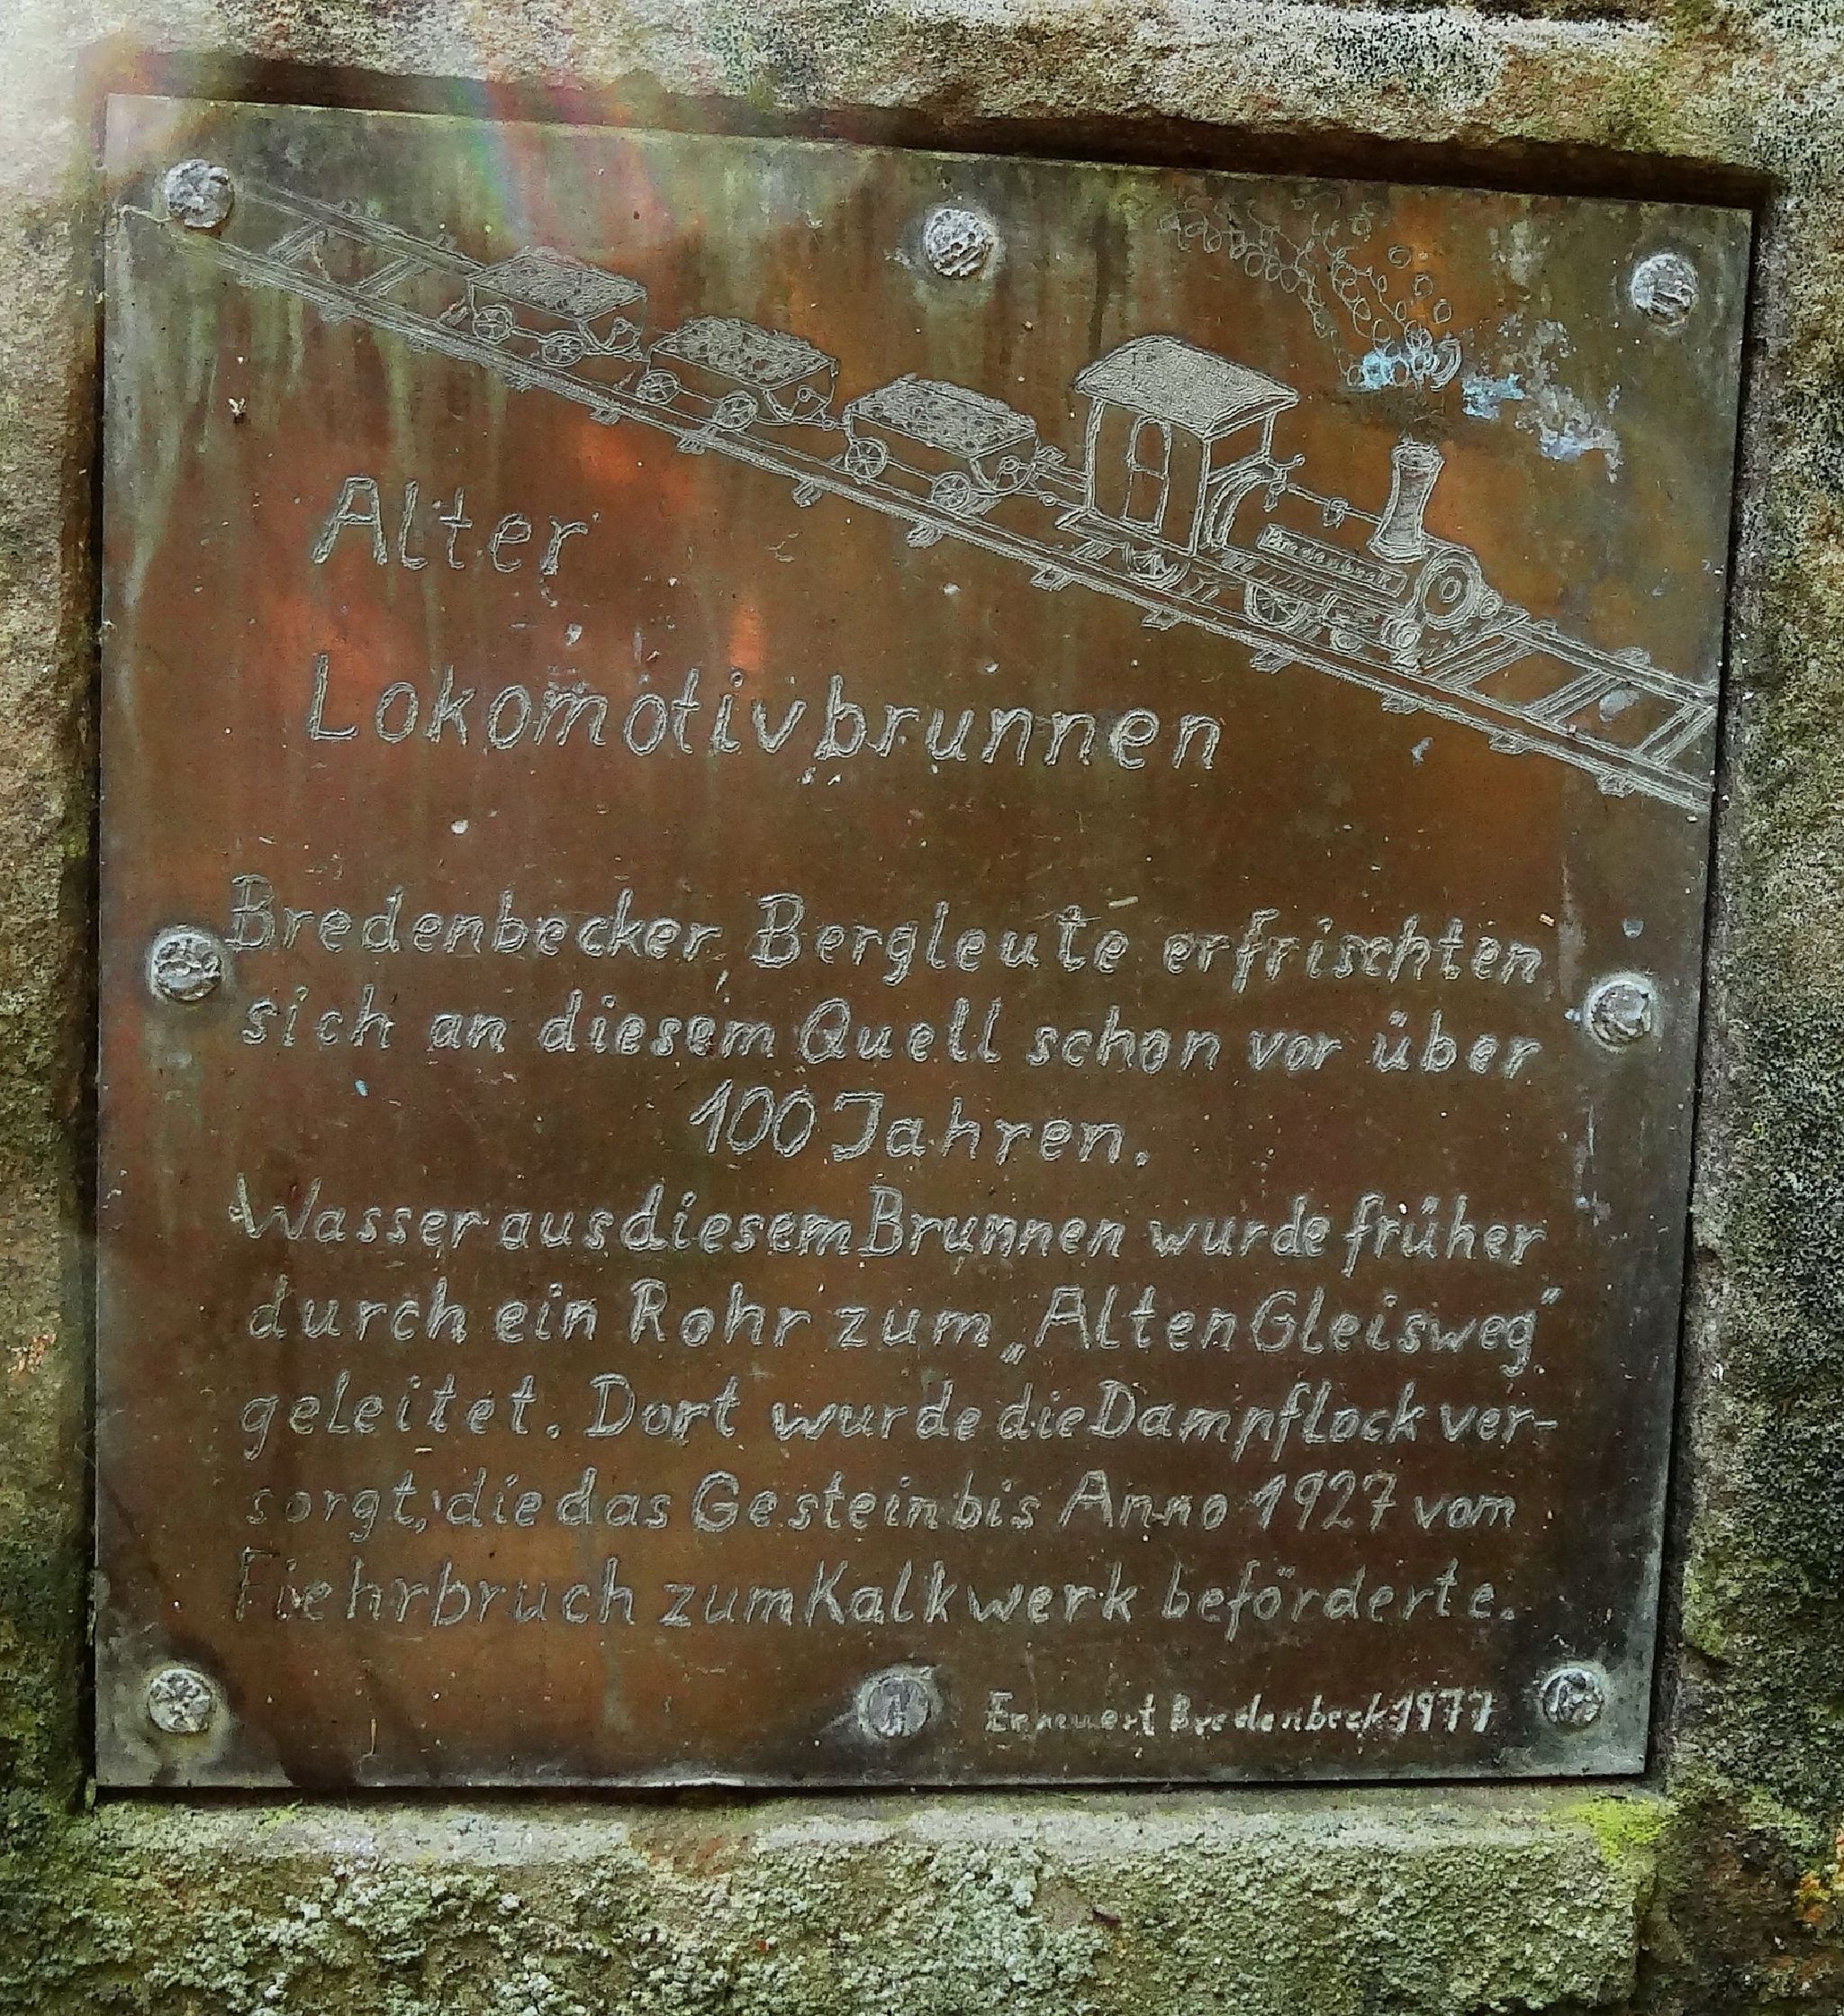 Bredenbeck
Alter
Lokomotivbrunnen
Bredenbecker, Bergleute erfrischten
sich an diesem Quell schon vor über
100 Jahren.
Wasser aus diesem Brunnen wurde früher
durch ein Rohr zum „Alten Gleisweg"
geleitet. Dort wurde die Dampflock ver-
sorgt, die das Gestein bis Anno 1927 vom
Fiehrbruch zum Kalkwerk beförderte.
Erneuert Bredenbeck 1977